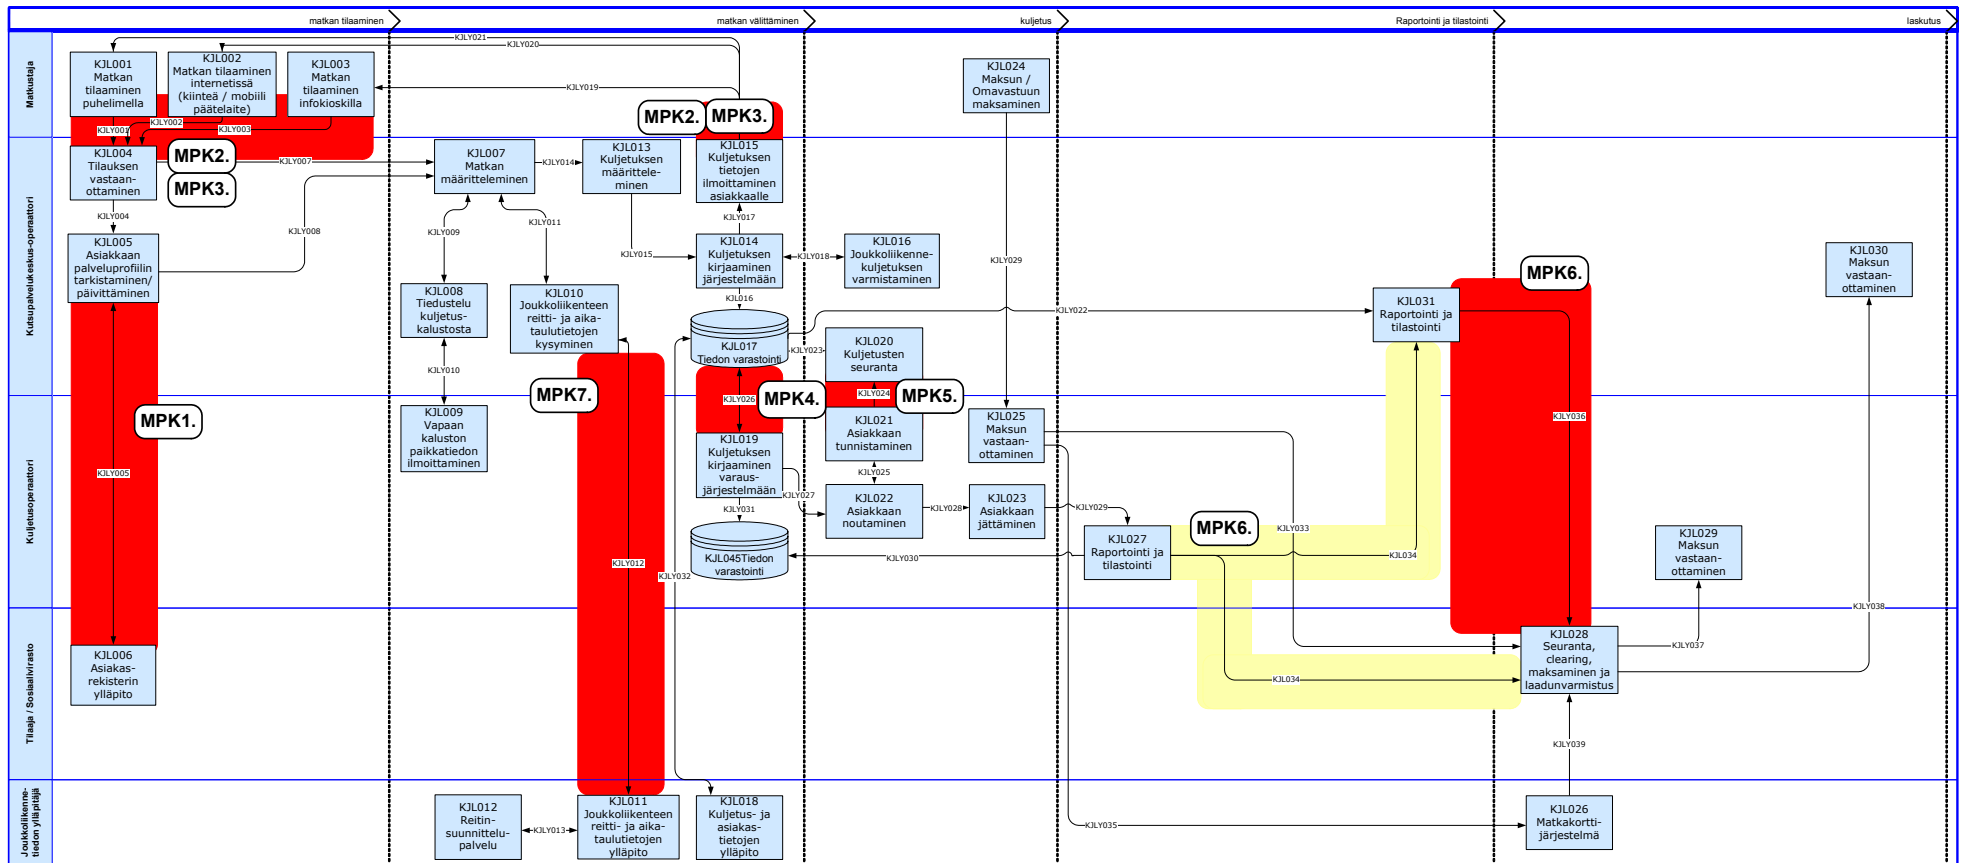 matkan tilaaminen
matkan välittäminen
kuljetus
Raportointi ja tilastointi
laskutus
Matkustaja
KJL001
Matkan
tilaaminen
puhelimella
KJL002
Matkan tilaaminen
internetissä
(kiinteä / mobiili
päätelaite)
KJL003
Matkan
tilaaminen
infokioskilla
KJLY021
KJLY020
KJLY019
KJLY001
KJLY002
KJLY003
MPK2.
MPK3.
KJL024
Maksun /
Omavastuun
maksaminen
Kutsupalvelukeskus-operaattori
KJL004
Tilauksen
vastaan-
ottaminen
MPK2.
MPK3.
KJLY007
KJL007
Matkan
määritteleminen
KJLY014
KJL013
Kuljetuksen
määrittele-
minen
KJL015
Kuljetuksen
tietojen
ilmoittaminen
asiakkaalle
KJLY004
KJLY008
KJLY009
KJLY011
KJLY017
KJLY015
KJL005
Asiakkaan
palveluprofiilin
tarkistaminen/
päivittäminen
KJL014
Kuljetuksen
kirjaaminen
järjestelmään
KJLY018
KJL016
Joukkoliikenne-
kuljetuksen
varmistaminen
KJLY029
KJL030
Maksun
vastaan-
ottaminen
MPK6.
KJL008
Tiedustelu
kuljetus-
kalustosta
KJL010
Joukkoliikenteen
reitti- ja aika-
taulutietojen
kysyminen
KJLY016
KJL017
Tiedon varastointi
KJLY022
KJL031
Raportointi ja
tilastointi
KJLY023
KJL020
Kuljetusten
seuranta
KJLY010
MPK7.
KJLY026
MPK4.
KJLY024
MPK5.
Kuljetusoperaattori
MPK1.
KJLY005
KJL009
Vapaan
kaluston
paikkatiedon
ilmoittaminen
KJL019
Kuljetuksen
kirjaaminen
varaus-
järjestelmään
KJL021
Asiakkaan
tunnistaminen
KJL025
Maksun
vastaan-
ottaminen
KJLY036
KJLY025
KJLY027
KJL022
Asiakkaan
noutaminen
KJLY028
KJL023
Asiakkaan
jättäminen
KJLY029
KJLY031
KJL045Tiedon
varastointi
KJLY030
KJL027
Raportointi ja
tilastointi
MPK6.
KJLY033
KJL034
KJL029
Maksun
vastaan-
ottaminen
KJLY012
KJLY032
KJLY038
Tilaaja / Sosiaalivirasto
KJL006
Asiakas-
rekisterin
ylläpito
KJL034
KJL028
Seuranta,
clearing,
maksaminen ja
laadunvarmistus
KJLY037
KJLY039
Joukkoliikenne-
tiedon ylläpitäjä
KJL012
Reitin-
suunnittelu-
palvelu
KJLY013
KJL011
Joukkoliikenteen
reitti- ja aika-
taulutietojen
ylläpito
KJL018
Kuljetus- ja
asiakas-
tietojen
ylläpito
KJLY035
KJL026
Matkakortti-
järjestelmä